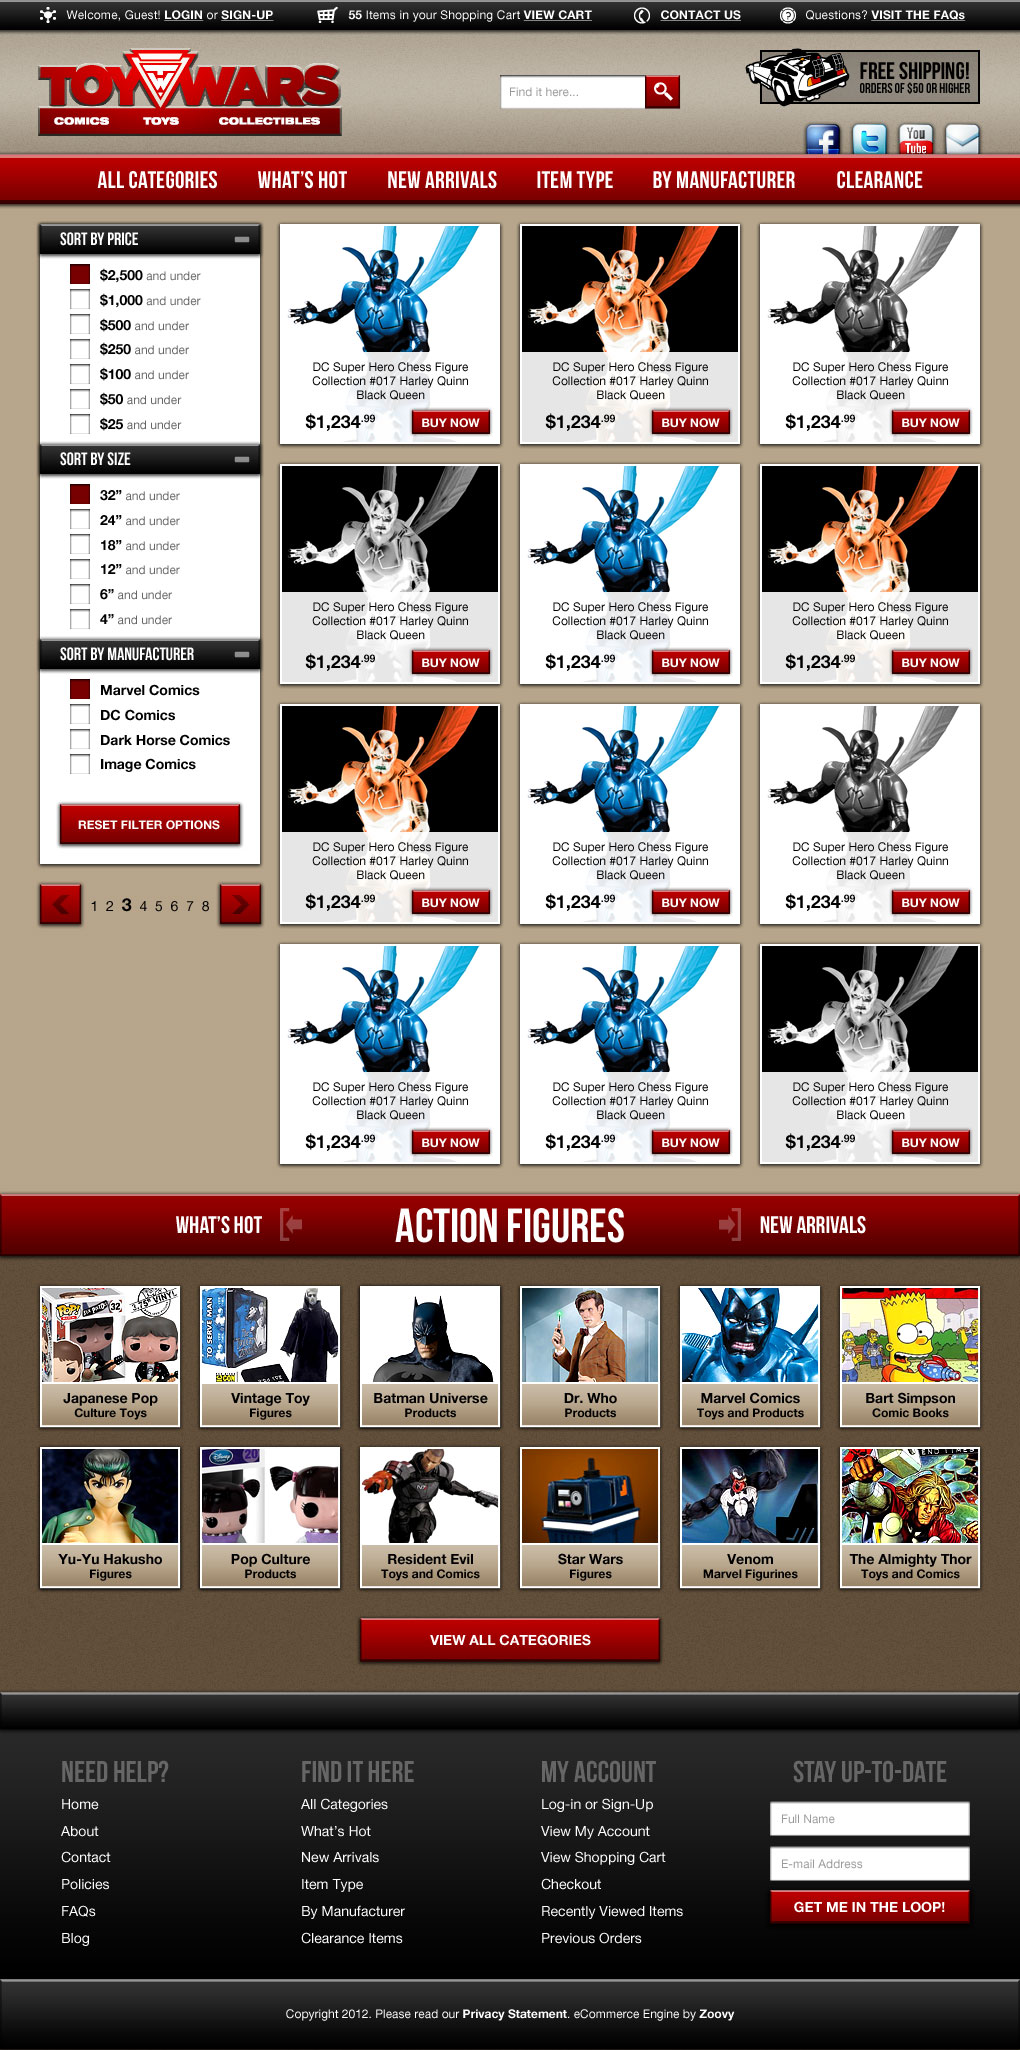 Welcome, Guest! LOGIN or SIGN-UP
55 Items in your Shopping Cart VIEW CART
CONTACT US
Questions? VISIT THE FAQs
TOY WARS
COMICS TOYS COLLECTIBLES
Find it here...
FREE SHIPPING!
ORDERS OF $50 OR HIGHER
You
Tube
ALL CATEGORIES
WHAT'S HOT
NEW ARRIVALS
ITEM TYPE
BY MANUFACTURER
CLEARANCE
SORT BY PRICE
$2,500 and under
$1,000 and under
$500 and under
$250 and under
$100 and under
$50 and under
$25 and under
SORT BY SIZE
32” and under
24” and under
18” and under
12” and under
6” and under
4” and under
SORT BY MANUFACTURER
Marvel Comics
DC Comics
Dark Horse Comics
Image Comics
RESET FILTER OPTIONS
1 2 3 4 5 6 7 8
DC Super Hero Chess Figure
Collection #017 Harley Quinn
Black Queen
$1,234.99 BUY NOW
DC Super Hero Chess Figure
Collection #017 Harley Quinn
Black Queen
$1,234.99 BUY NOW
DC Super Hero Chess Figure
Collection #017 Harley Quinn
Black Queen
$1,234.99 BUY NOW
DC Super Hero Chess Figure
Collection #017 Harley Quinn
Black Queen
$1,234.99 BUY NOW
DC Super Hero Chess Figure
Collection #017 Harley Quinn
Black Queen
$1,234.99 BUY NOW
DC Super Hero Chess Figure
Collection #017 Harley Quinn
Black Queen
$1,234.99 BUY NOW
DC Super Hero Chess Figure
Collection #017 Harley Quinn
Black Queen
$1,234.99 BUY NOW
DC Super Hero Chess Figure
Collection #017 Harley Quinn
Black Queen
$1,234.99 BUY NOW
DC Super Hero Chess Figure
Collection #017 Harley Quinn
Black Queen
$1,234.99 BUY NOW
DC Super Hero Chess Figure
Collection #017 Harley Quinn
Black Queen
$1,234.99 BUY NOW
DC Super Hero Chess Figure
Collection #017 Harley Quinn
Black Queen
$1,234.99 BUY NOW
DC Super Hero Chess Figure
Collection #017 Harley Quinn
Black Queen
$1,234.99 BUY NOW
WHAT'S HOT
ACTION FIGURES
NEW ARRIVALS
POP!
32
VINYL
TO SERVE MAN
Japanese Pop
Culture Toys
Vintage Toy
Figures
Batman Universe
Products
Dr. Who
Products
Marvel Comics
Toys and Products
Bart Simpson
Comic Books
Disney
20
Yu-Yu Hakusho
Figures
Pop Culture
Products
Resident Evil
Toys and Comics
Star Wars
Figures
Venom
Marvel Figurines
The Almighty Thor
Toys and Comics
VIEW ALL CATEGORIES
NEED HELP?
Home
About
Contact
Policies
FAQs
Blog
FIND IT HERE
All Categories
What's Hot
New Arrivals
Item Type
By Manufacturer
Clearance Items
MY ACCOUNT
Log-in or Sign-Up
View My Account
View Shopping Cart
Checkout
Recently Viewed Items
Previous Orders
STAY UP-TO-DATE
Full Name
E-mail Address
GET ME IN THE LOOP!
Copyright 2012. Please read our Privacy Statement. eCommerce Engine by Zoovy